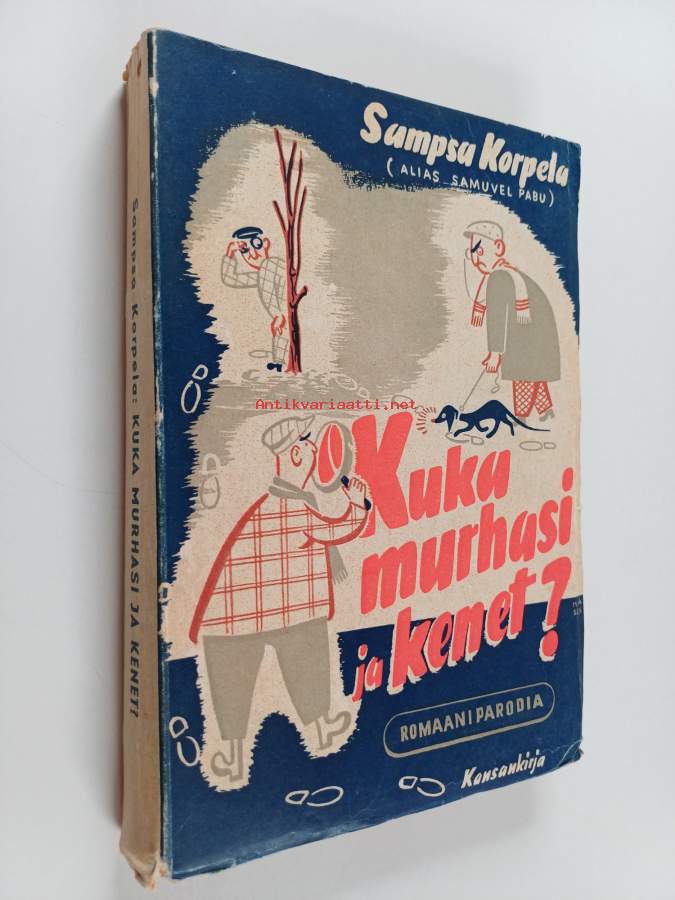 Sampsa Korpela
( ALIAS SAMUVEL PABU )
Kuka
murhasi
ja kenet?
ROMAANIPARODIA
Kansankirja
Sampsa Korpela: KUKA MURHASI JA KENET?
Antikvariaatti.net